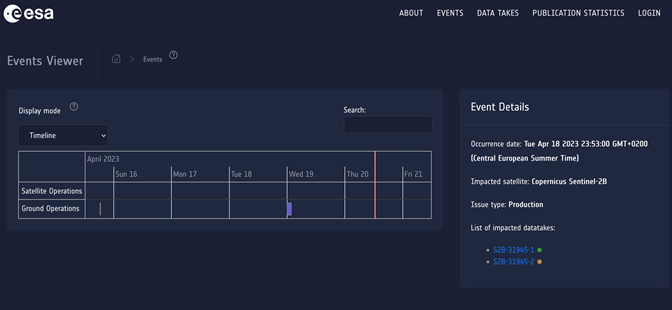 esa
ABOUT EVENTS DATA TAKES PUBLICATION STATISTICS LOGIN
Events Viewer
Events ?
Display mode ?
Search:
Timeline
April 2023
Sun 16 Mon 17 Tue 18 Wed 19 Thu 20 Fri 21
Satellite Operations
Ground Operations
Event Details
Occurrence date: Tue Apr 18 2023 23:53:00 GMT+0200
(Central European Summer Time)
Impacted satellite: Copernicus Sentinel-2B
Issue type: Production
List of impacted datatakes:
S2B-31945-1
S2B-31945-2